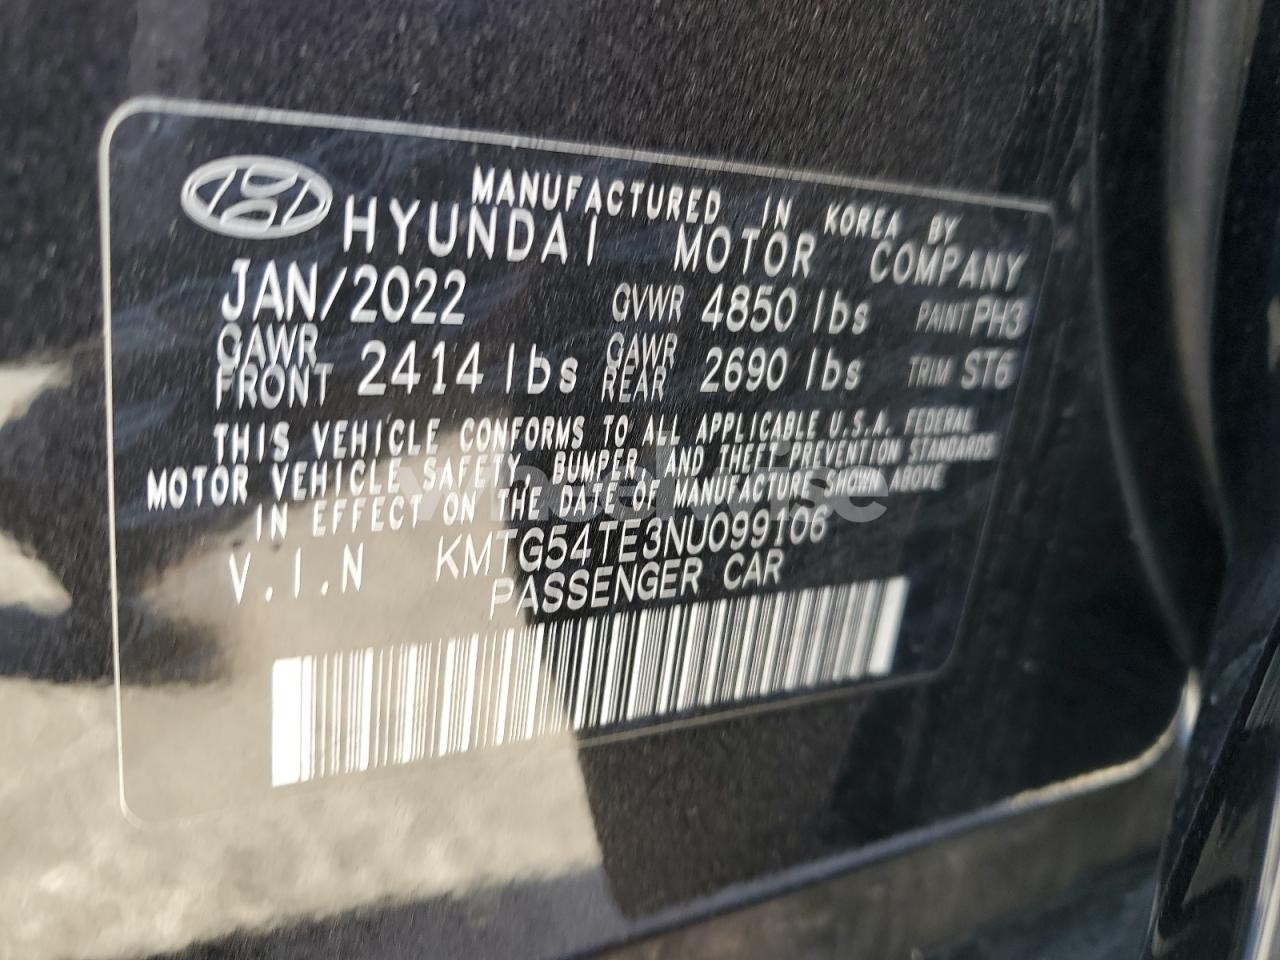 MANUFACTURED IN KOREA BY
HYUNDAI MOTOR COMPANY
JAN/2022 GVWR 4850 lbs PAINT PH3
GAWR FRONT 2414 lbs GAWR REAR 2690 lbs TRIM ST6
THIS VEHICLE CONFORMS TO ALL APPLICABLE U.S.A. FEDERAL
MOTOR VEHICLE SAFETY, BUMPER, AND THEFT PREVENTION STANDARDS
IN EFFECT ON THE DATE OF MANUFACTURE SHOWN ABOVE
V.I.N KMTG54TE3NU099106
PASSENGER CAR